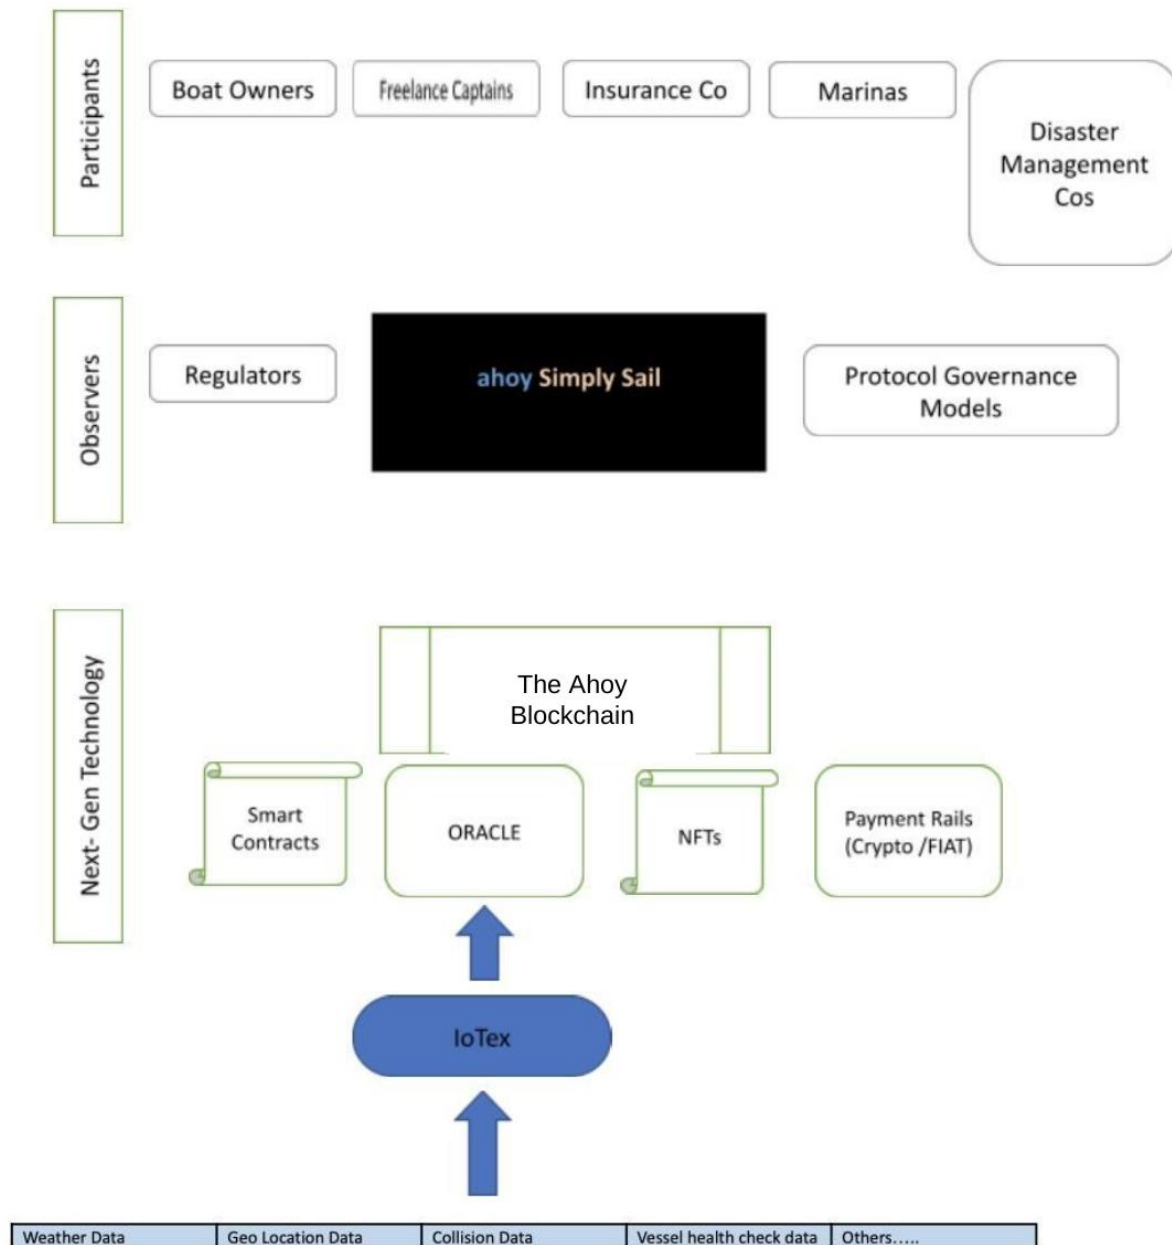 Participants
Boat Owners
Freelance Captains
Insurance Co
Marinas
Disaster
Management
Cos
Observers
Regulators
ahoy Simply Sail
Protocol Governance
Models
Next- Gen Technology
The Ahoy
Blockchain
Smart
Contracts
ORACLE
NFTs
Payment Rails
(Crypto /FIAT)
IoTex
Weather Data
Geo Location Data
Collision Data
Vessel health check data
Others.....